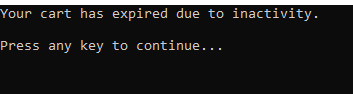 Your cart has expired due to inactivity.
Press any key to continue...